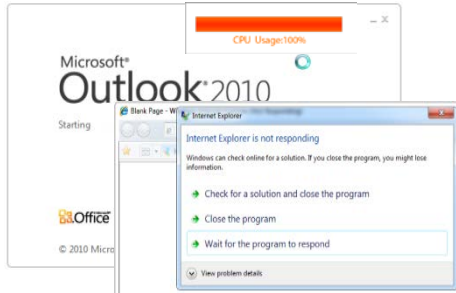 CPU Usage:100%
Microsoft®
Outlook® 2010
Starting
Blank Page - Wi
Internet Explorer
Internet Explorer is not responding
Windows can check online for a solution. If you close the program, you might lose
information.
Check for a solution and close the program
Close the program
Wait for the program to respond
View problem details
Office
© 2010 Micro